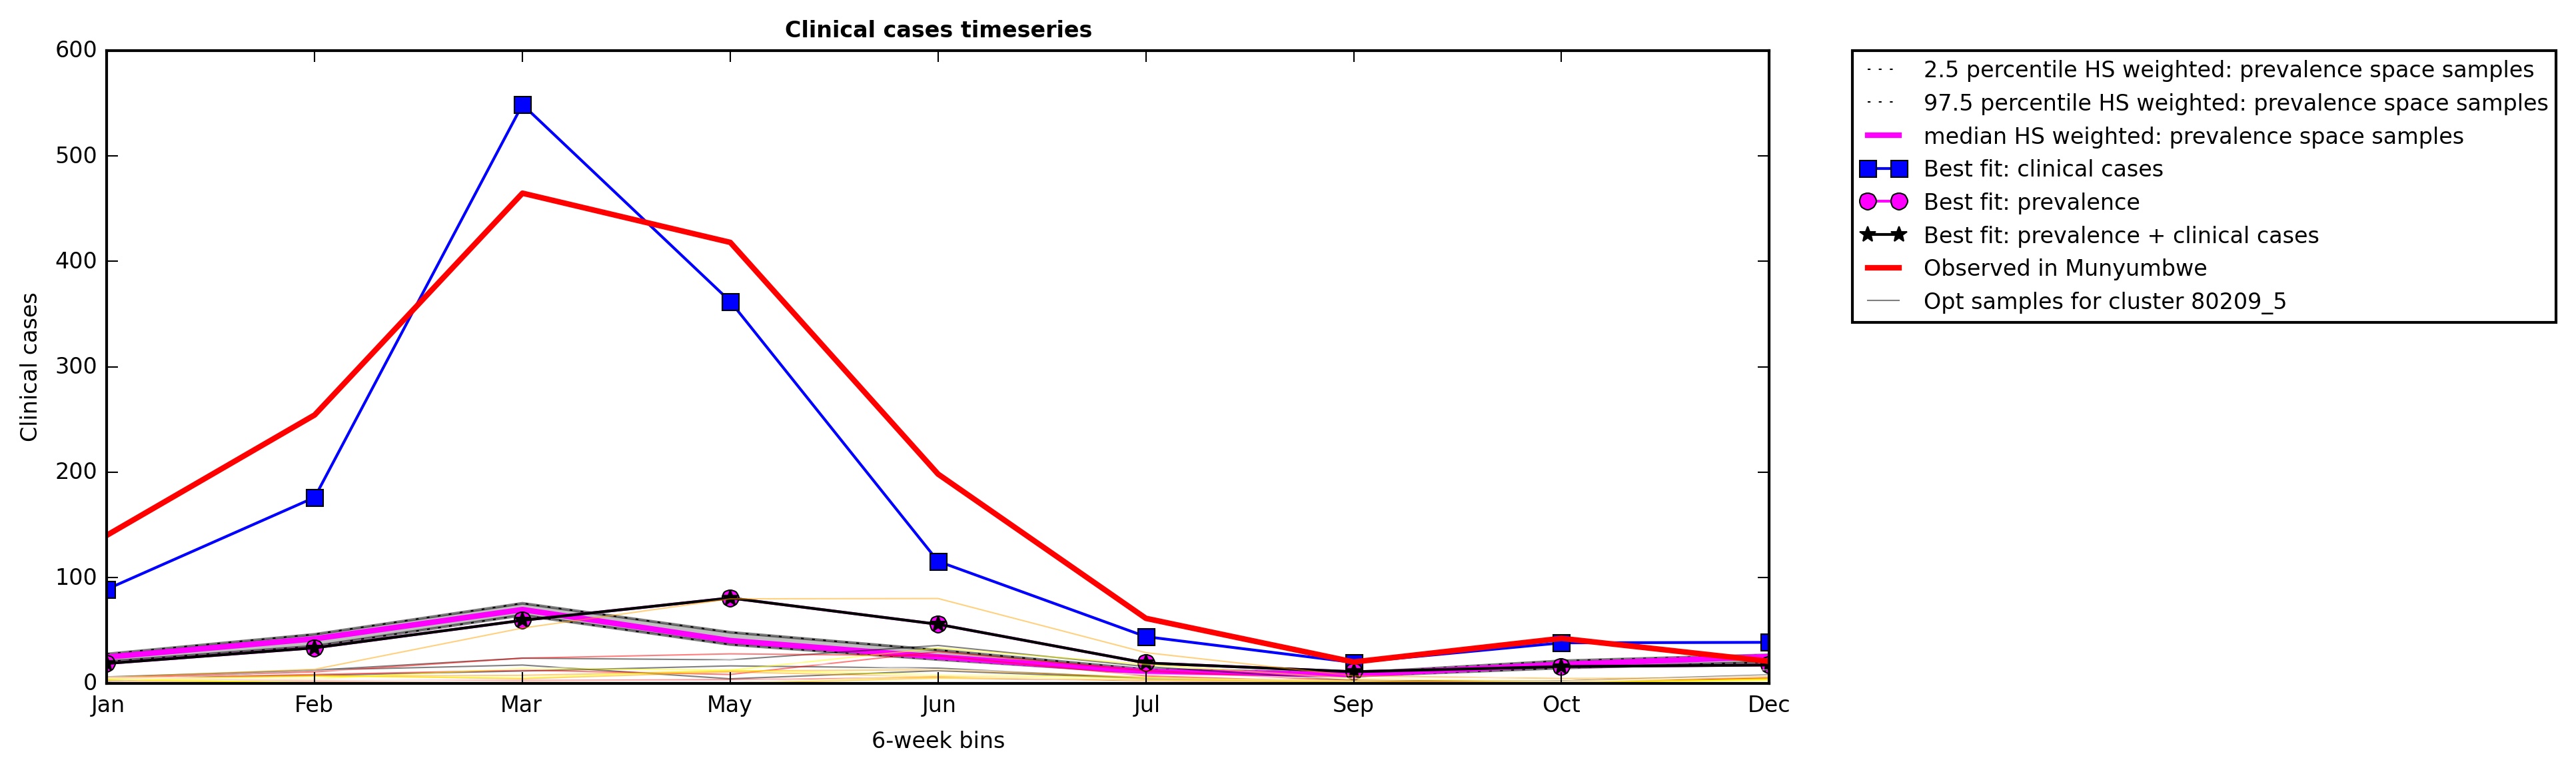 Clinical cases timeseries
600
500
400
300
200
100
0
Clinical cases
Jan Feb Mar May Jun Jul Sep Oct Dec
6-week bins
2.5 percentile HS weighted: prevalence space samples
97.5 percentile HS weighted: prevalence space samples
median HS weighted: prevalence space samples
Best fit: clinical cases
Best fit: prevalence
Best fit: prevalence + clinical cases
Observed in Munyumbwe
Opt samples for cluster 80209_5